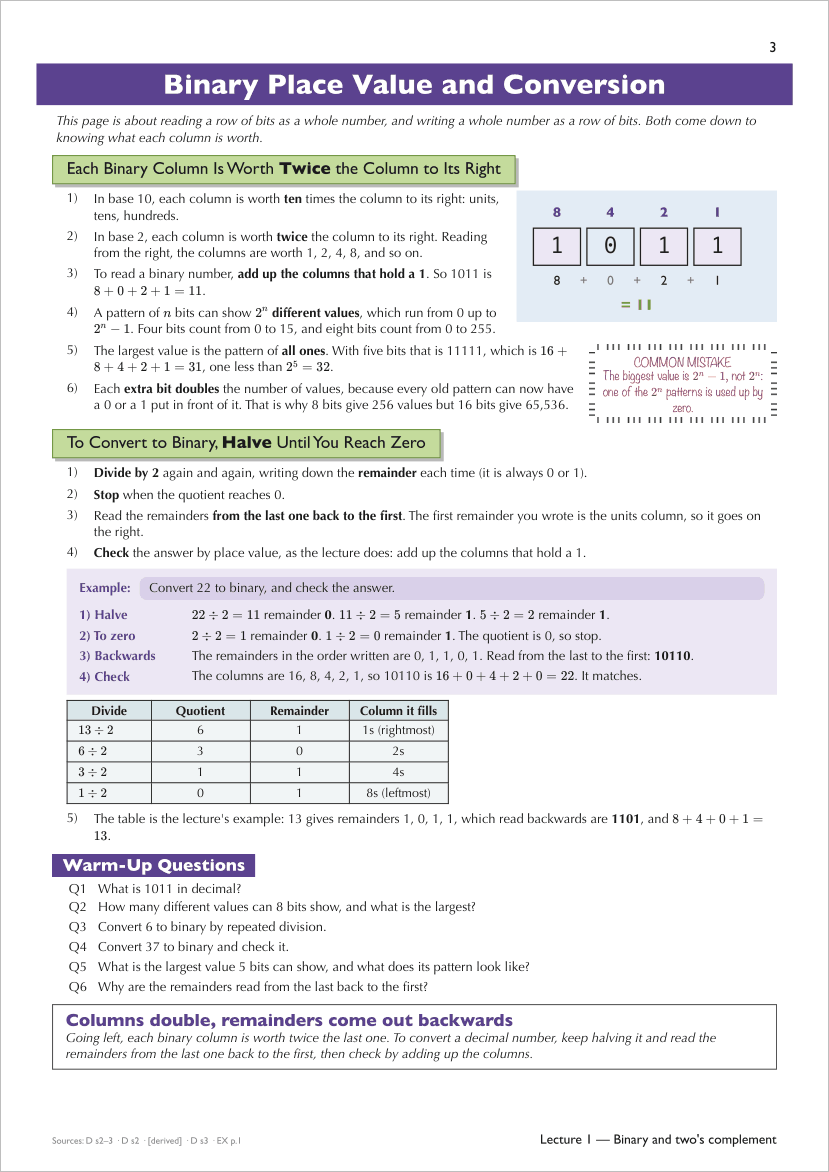 3
Binary Place Value and Conversion
This page is about reading a row of bits as a whole number, and writing a whole number as a row of bits. Both come down to
knowing what each column is worth.
Each Binary Column Is Worth Twice the Column to Its Right
1) In base 10, each column is worth ten times the column to its right: units,
tens, hundreds.
2) In base 2, each column is worth twice the column to its right. Reading
from the right, the columns are worth 1, 2, 4, 8, and so on.
3) To read a binary number, add up the columns that hold a 1. So 1011 is
8 + 0 + 2 + 1 = 11.
4) A pattern of n bits can show 2ⁿ different values, which run from 0 up to
2ⁿ − 1. Four bits count from 0 to 15, and eight bits count from 0 to 255.
8 4 2 1
1 0 1 1
8 + 0 + 2 + 1
= 11
5) The largest value is the pattern of all ones. With five bits that is 11111, which is 16 +
8 + 4 + 2 + 1 = 31, one less than 2⁵ = 32.
6) Each extra bit doubles the number of values, because every old pattern can now have
a 0 or a 1 put in front of it. That is why 8 bits give 256 values but 16 bits give 65,536.
COMMON MISTAKE
The biggest value is 2ⁿ − 1, not 2ⁿ:
one of the 2ⁿ patterns is used up by
zero.
To Convert to Binary, Halve Until You Reach Zero
1) Divide by 2 again and again, writing down the remainder each time (it is always 0 or 1).
2) Stop when the quotient reaches 0.
3) Read the remainders from the last one back to the first. The first remainder you wrote is the units column, so it goes on
the right.
4) Check the answer by place value, as the lecture does: add up the columns that hold a 1.
Example: Convert 22 to binary, and check the answer.
1) Halve 22 ÷ 2 = 11 remainder 0. 11 ÷ 2 = 5 remainder 1. 5 ÷ 2 = 2 remainder 1.
2) To zero 2 ÷ 2 = 1 remainder 0. 1 ÷ 2 = 0 remainder 1. The quotient is 0, so stop.
3) Backwards The remainders in the order written are 0, 1, 1, 0, 1. Read from the last to the first: 10110.
4) Check The columns are 16, 8, 4, 2, 1, so 10110 is 16 + 0 + 4 + 2 + 0 = 22. It matches.
Divide Quotient Remainder Column it fills
13 ÷ 2 6 1 1s (rightmost)
6 ÷ 2 3 0 2s
3 ÷ 2 1 1 4s
1 ÷ 2 0 1 8s (leftmost)
5) The table is the lecture's example: 13 gives remainders 1, 0, 1, 1, which read backwards are 1101, and 8 + 4 + 0 + 1 =
13.
Warm-Up Questions
Q1 What is 1011 in decimal?
Q2 How many different values can 8 bits show, and what is the largest?
Q3 Convert 6 to binary by repeated division.
Q4 Convert 37 to binary and check it.
Q5 What is the largest value 5 bits can show, and what does its pattern look like?
Q6 Why are the remainders read from the last back to the first?
Columns double, remainders come out backwards
Going left, each binary column is worth twice the last one. To convert a decimal number, keep halving it and read the
remainders from the last one back to the first, then check by adding up the columns.
Sources: D s2–3 · D s2 · [derived] · D s3 · EX p.1
Lecture 1 — Binary and two's complement